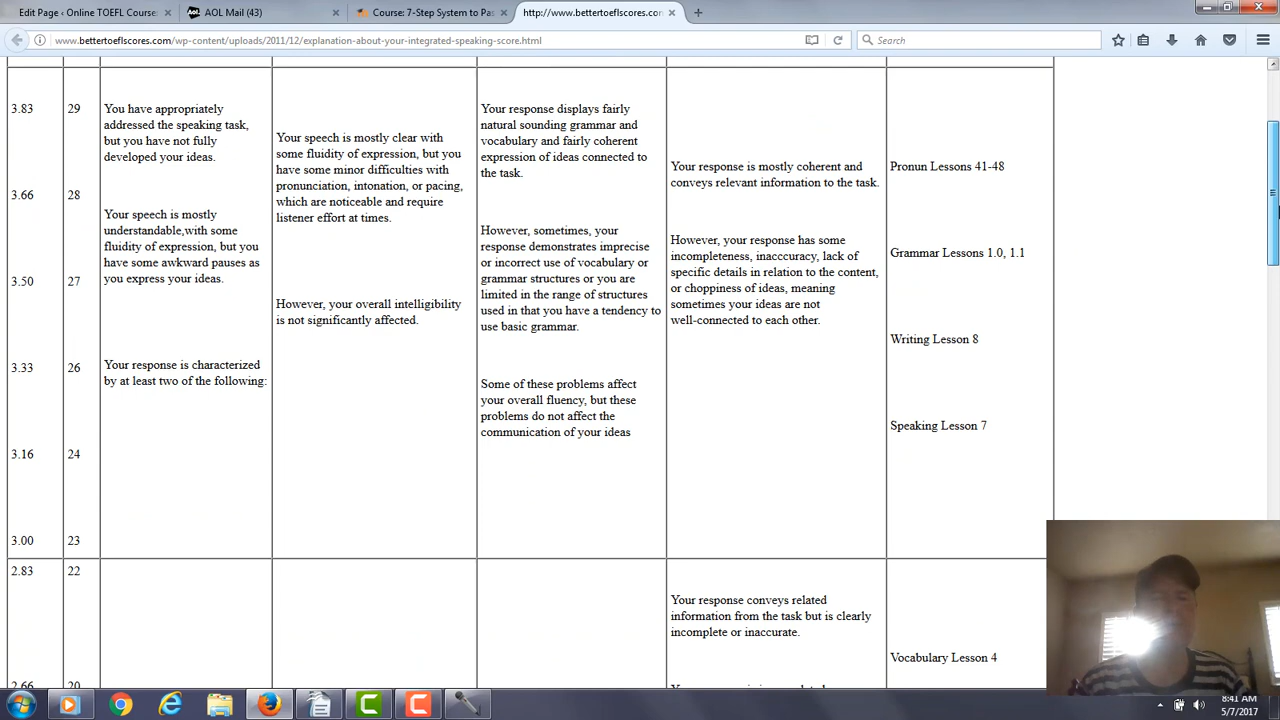 Edit Page ‹ Online TOEFL Course:
AOL Mail (43)
Course: 7-Step System to Pas
http://www.bettertoeflscores.con
www.bettertoeflscores.com/wp-content/uploads/2011/12/explanation-about-your-integrated-speaking-score.html
Search
3.83
29
You have appropriately
addressed the speaking task,
but you have not fully
developed your ideas.
Your speech is mostly
understandable,with some
fluidity of expression, but you
have some awkward pauses as
you express your ideas.
Your response is characterized
by at least two of the following:
Your speech is mostly clear with
some fluidity of expression, but you
have some minor difficulties with
pronunciation, intonation, or pacing,
which are noticeable and require
listener effort at times.
However, your overall intelligibility
is not significantly affected.
Your response displays fairly
natural sounding grammar and
vocabulary and fairly coherent
expression of ideas connected to
the task.
However, sometimes, your
response demonstrates imprecise
or incorrect use of vocabulary or
grammar structures or you are
limited in the range of structures
used in that you have a tendency to
use basic grammar.
Some of these problems affect
your overall fluency, but these
problems do not affect the
communication of your ideas
Your response is mostly coherent and
conveys relevant information to the task.
However, your response has some
incompleteness, inacccuracy, lack of
specific details in relation to the content,
or choppiness of ideas, meaning
sometimes your ideas are not
well-connected to each other.
Pronun Lessons 41-48
Grammar Lessons 1.0, 1.1
Writing Lesson 8
Speaking Lesson 7
3.66
28
3.50
27
3.33
26
3.16
24
3.00
23
2.83
22
Your response conveys related
information from the task but is clearly
incomplete or inaccurate.
Vocabulary Lesson 4
2.66
20
8:41 AM
5/7/2017